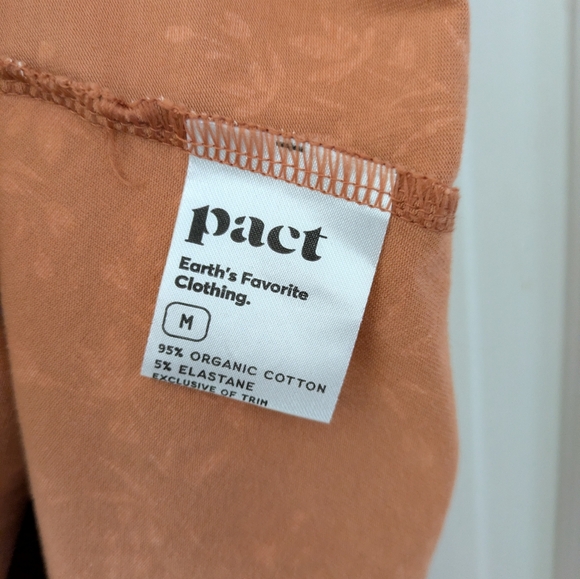 pact
Earth's Favorite
Clothing.
M
95% ORGANIC COTTON
5% ELASTANE
EXCLUSIVE OF TRIM